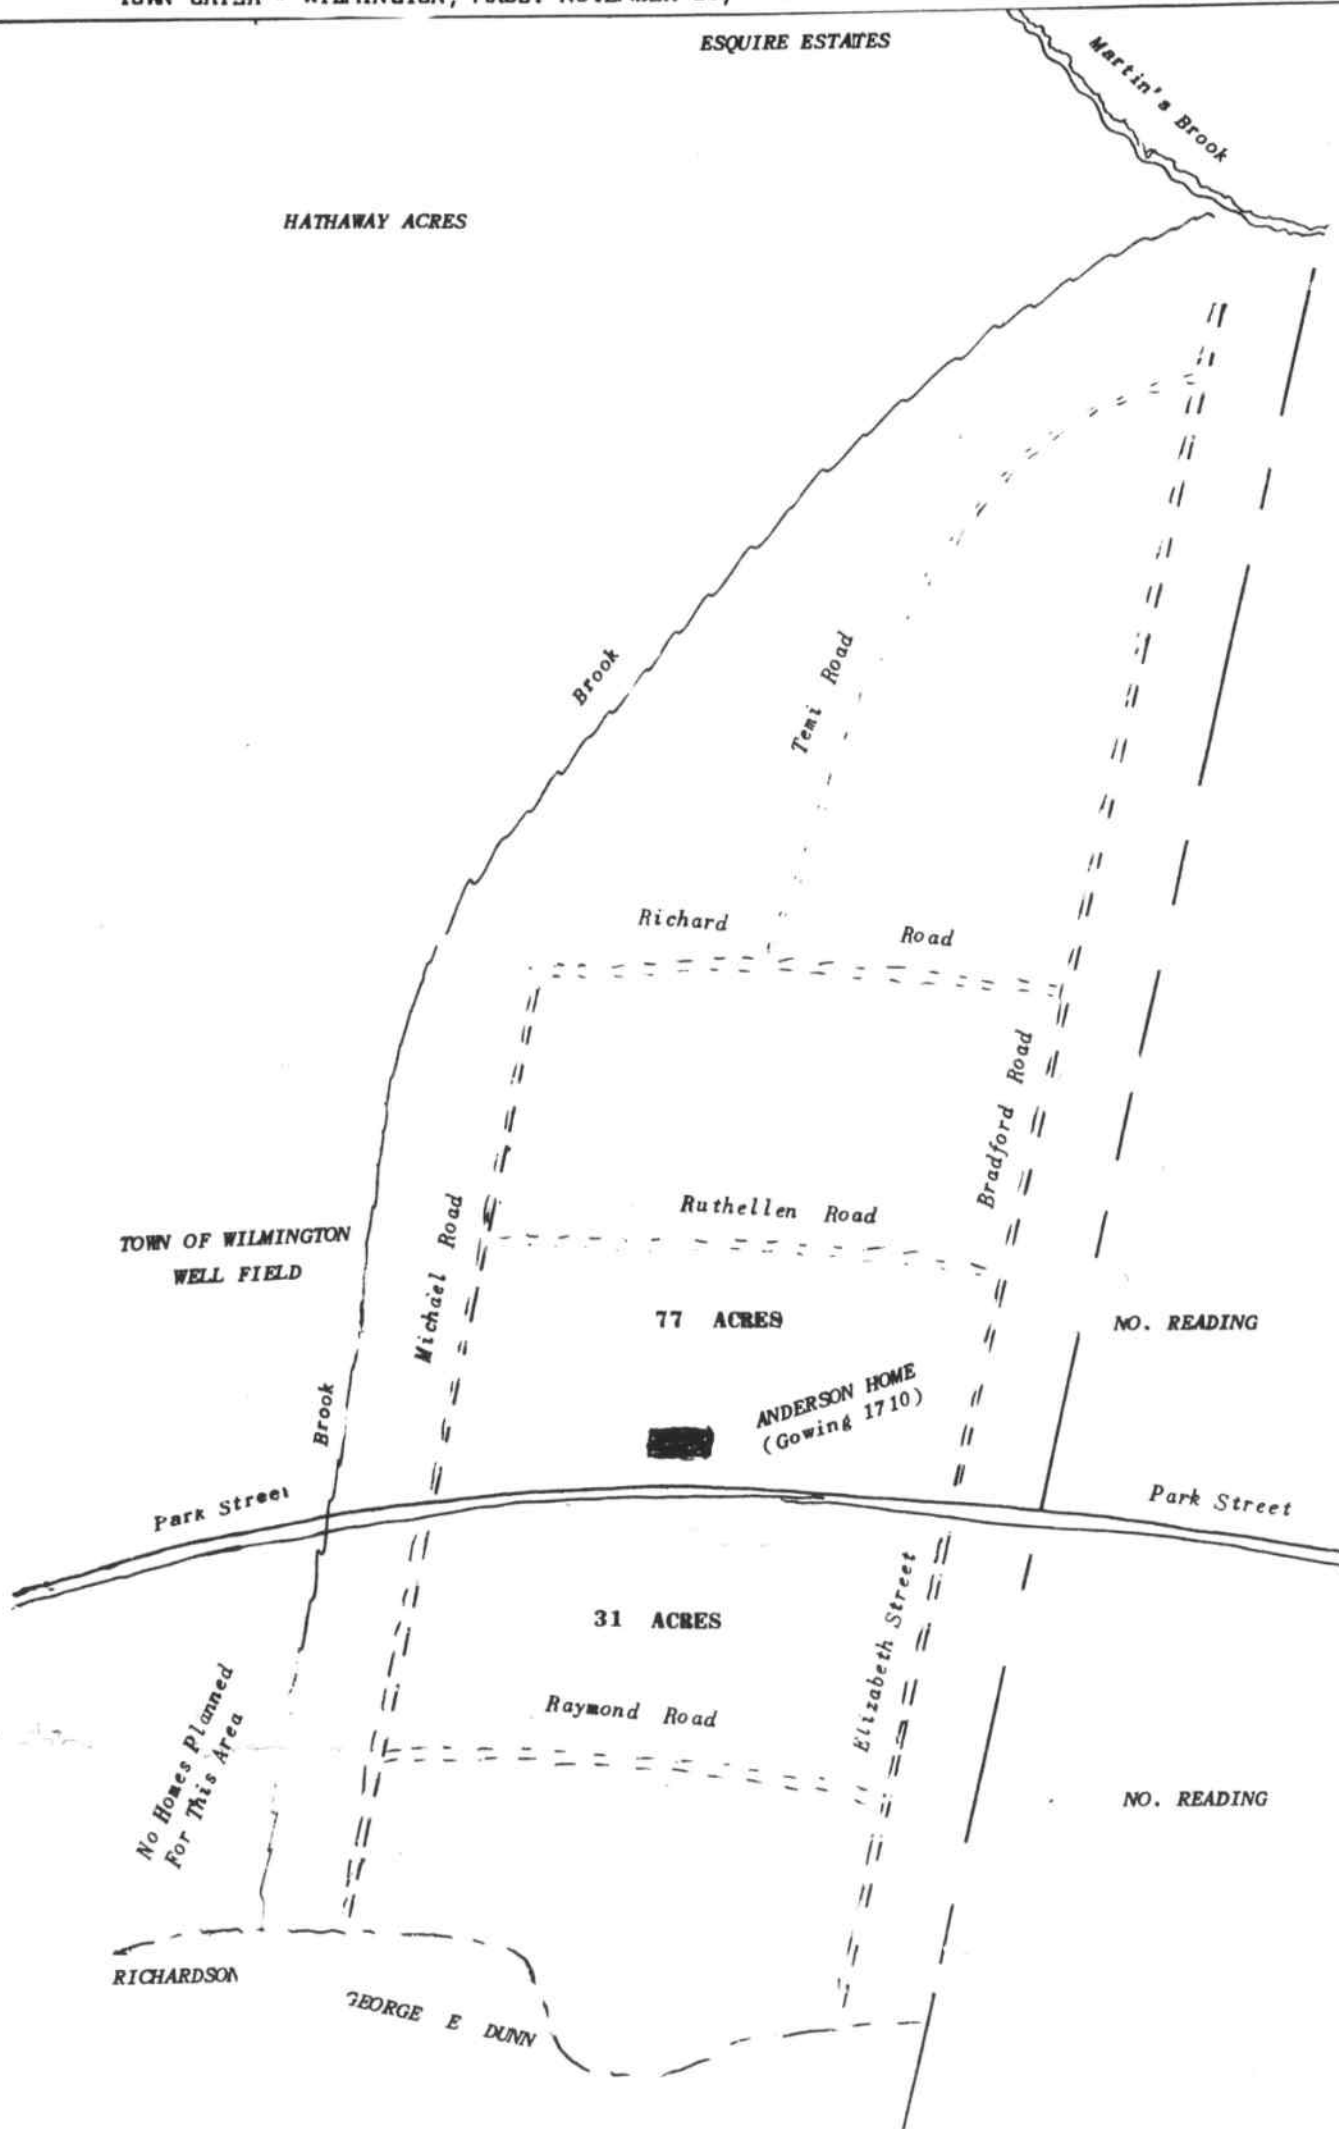 ESQUIRE ESTATES
Martin's Brook
HATHAWAY ACRES
Brook
Temi Road
Richard Road
Bradford Road
Michael Road
Ruthellen Road
TOWN OF WILMINGTON
WELL FIELD
77 ACRES
NO. READING
ANDERSON HOME
(Gowing 1710)
Brook
Park Street
Park Street
31 ACRES
Elizabeth Street
Raymond Road
No Homes Planned
For This Area
NO. READING
RICHARDSON
GEORGE E DUNN